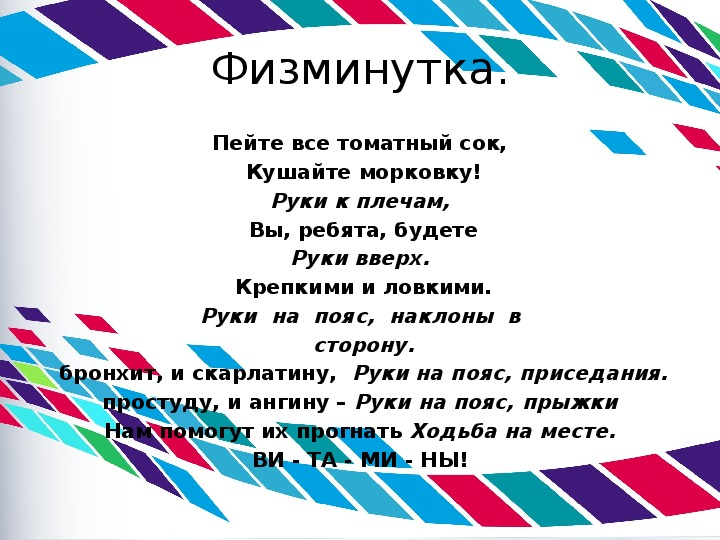 Физминутка.
Пейте все томатный сок,
Кушайте морковку!
Руки к плечам,
Вы, ребята, будете
Руки вверх.
Крепкими и ловкими.
Руки на пояс, наклоны в
сторону.
бронхит, и скарлатину, Руки на пояс, приседания.
простуду, и ангину – Руки на пояс, прыжки
Нам помогут их прогнать Ходьба на месте.
ВИ - ТА - МИ - НЫ!